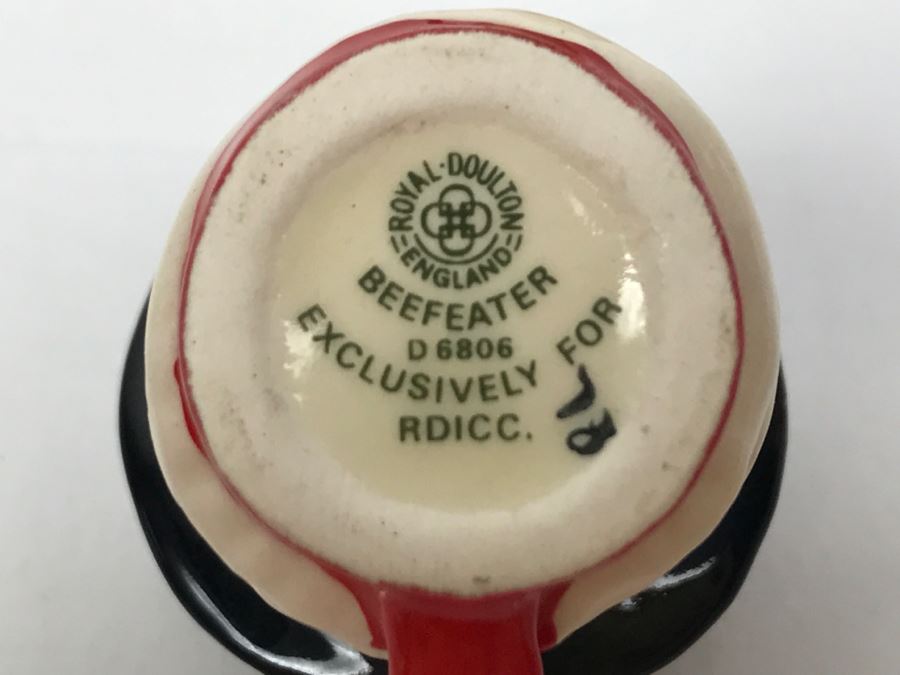 ROYAL·DOULTON
ENGLAND
BEEFEATER
D 6806
EXCLUSIVELY FOR
RDICC.